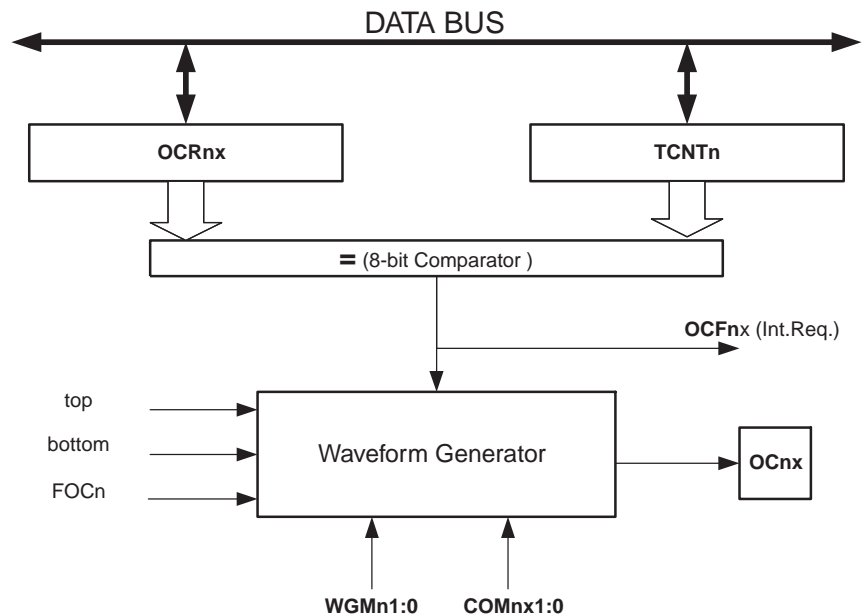 DATA BUS
OCRnx
TCNTn
= (8-bit Comparator )
OCFnx (Int.Req.)
top
bottom
FOCn
Waveform Generator
OCnx
WGMn1:0
COMnx1:0